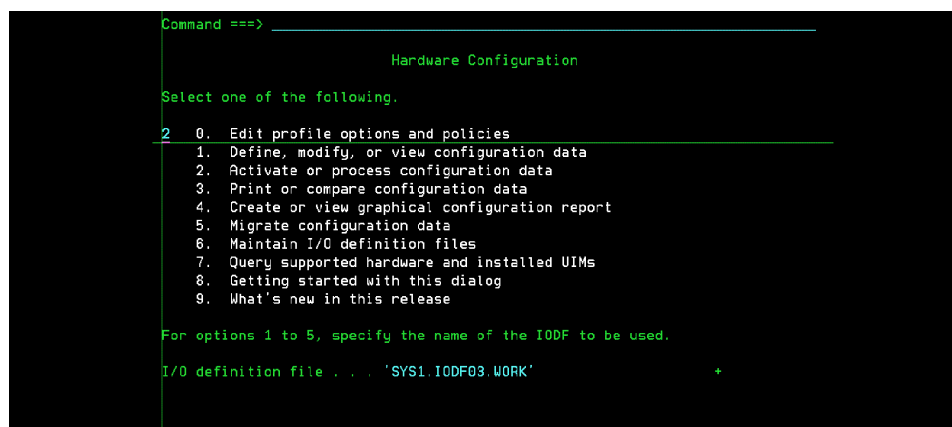 Command ===> ________________________________
Hardware Configuration
Select one of the following.
2 0. Edit profile options and policies
1. Define, modify, or view configuration data
2. Activate or process configuration data
3. Print or compare configuration data
4. Create or view graphical configuration report
5. Migrate configuration data
6. Maintain I/O definition files
7. Query supported hardware and installed UIMs
8. Getting started with this dialog
9. What's new in this release
For options 1 to 5, specify the name of the IODF to be used.
I/O definition file . . . 'SYS1.IODF03.WORK' +